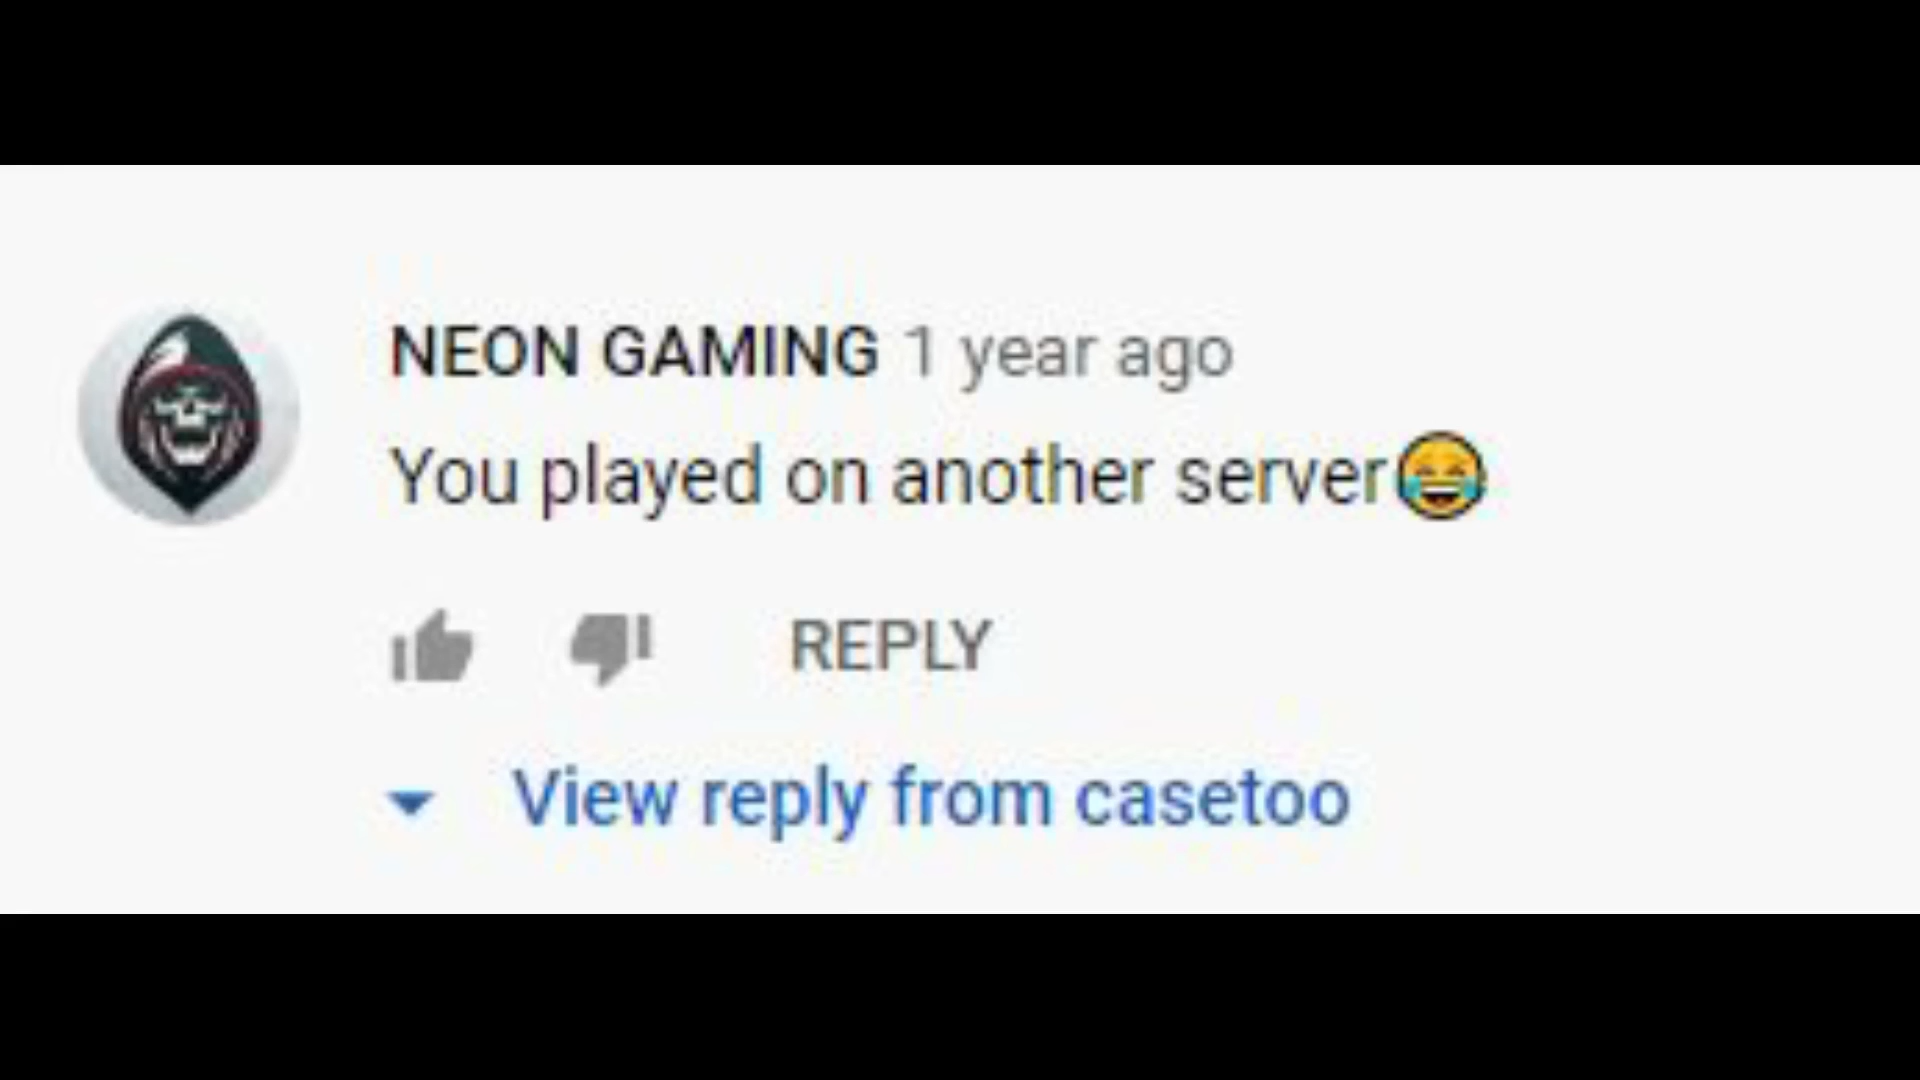 NEON GAMING 1 year ago
You played on another server😂
REPLY
View reply from casetoo